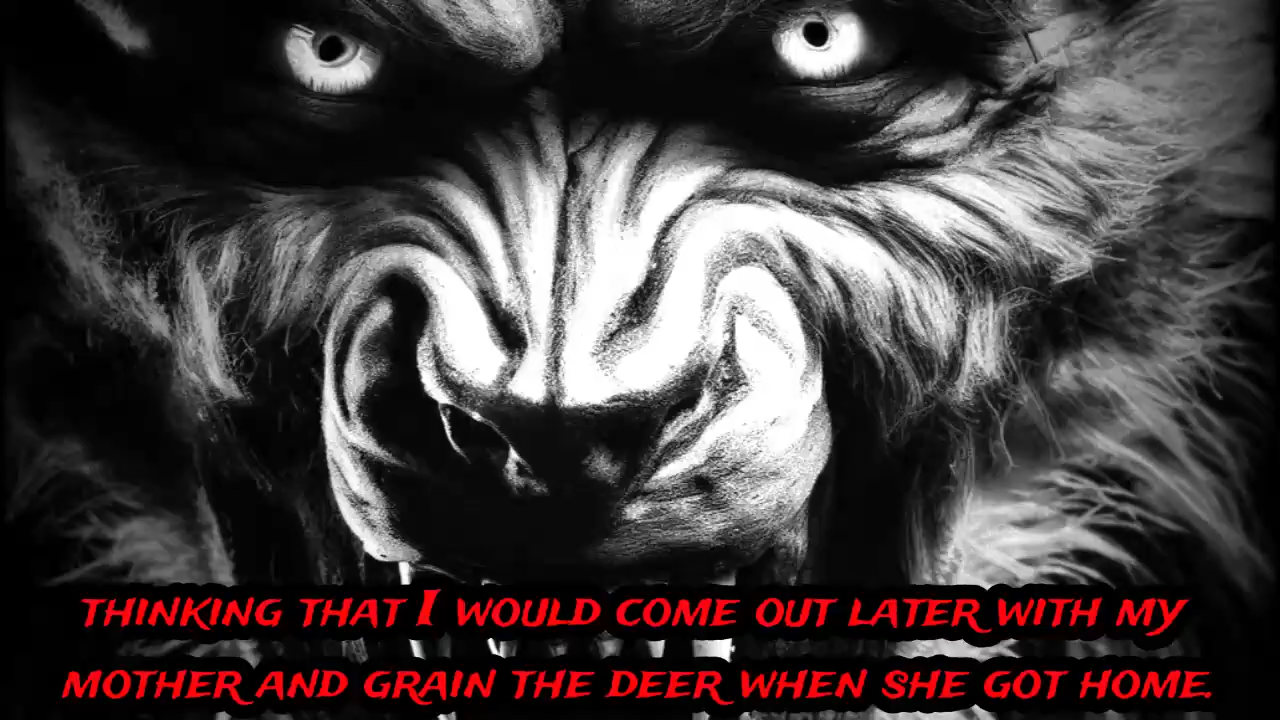 THINKING THAT I WOULD COME OUT LATER WITH MY
MOTHER AND GRAIN THE DEER WHEN SHE GOT HOME.